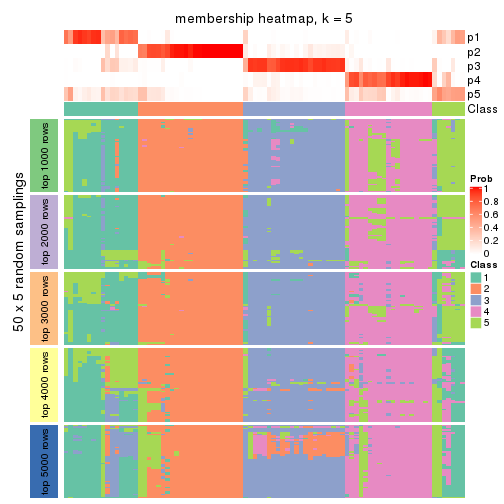 membership heatmap, k = 5
p1
p2
p3
p4
p5
Class
50 x 5 random samplings
top 1000 rows
top 2000 rows
top 3000 rows
top 4000 rows
top 5000 rows
Prob
1
0.8
0.6
0.4
0.2
0
Class
1
2
3
4
5